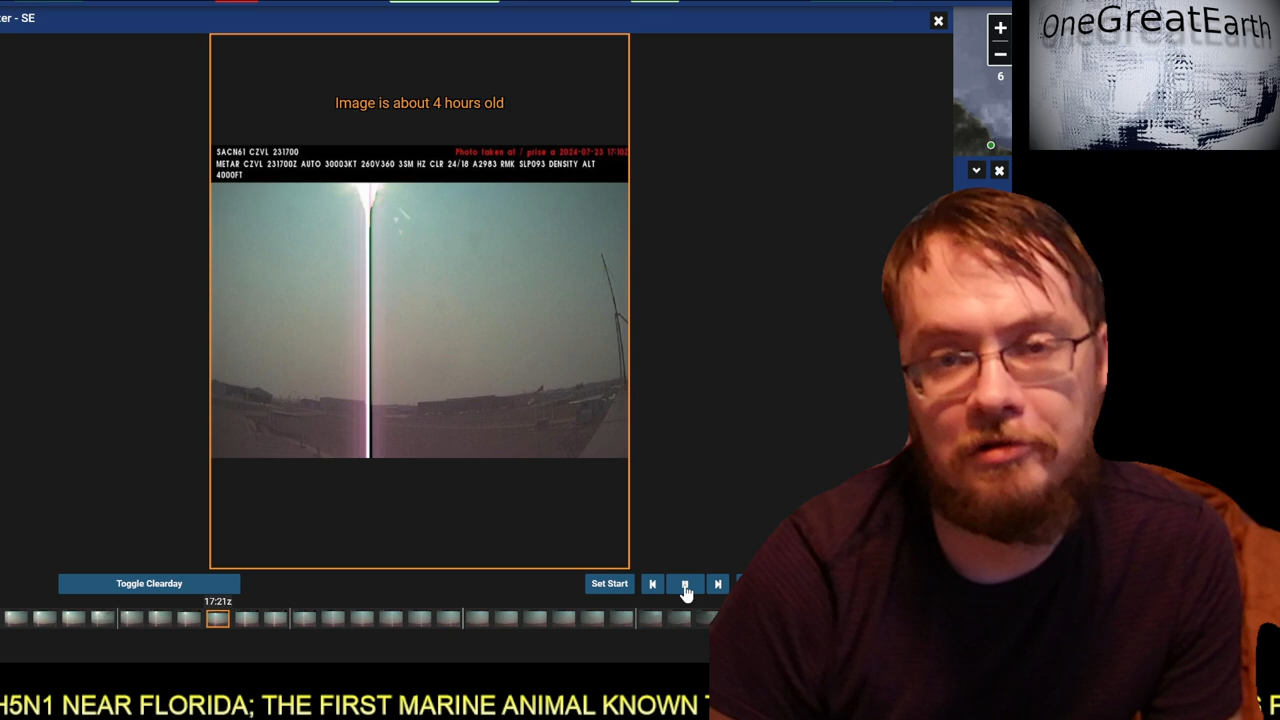 er - SE
OneGreatEarth
6
Image is about 4 hours old
SACN61 CZVL 231700
Photo taken at / prise a 2024-07-23 17:10Z
METAR CZVL 231700Z AUTO 30003KT 260V360 3SM HZ CLR 24/18 A2983 RMK SLP093 DENSITY ALT
4000FT
Toggle Clearday
Set Start
17:21z
H5N1 NEAR FLORIDA; THE FIRST MARINE ANIMAL KNOWN